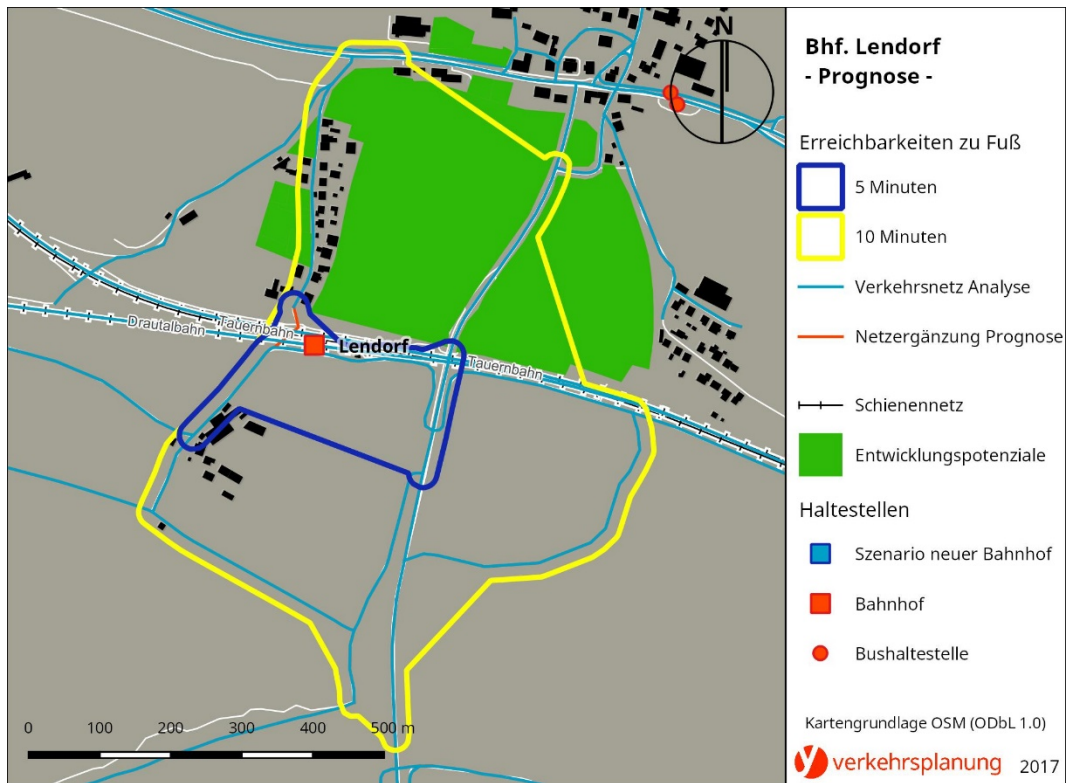 N
Drautalbahn
Tauernbahn
Lendorf
Tauernbahn
0 100 200 300 400 500 m
Bhf. Lendorf
- Prognose -
Erreichbarkeiten zu Fuß
5 Minuten
10 Minuten
Verkehrsnetz Analyse
Netzergänzung Prognose
Schienennetz
Entwicklungspotenziale
Haltestellen
Szenario neuer Bahnhof
Bahnhof
Bushaltestelle
Kartengrundlage OSM (ODbL 1.0)
y verkehrsplanung 2017